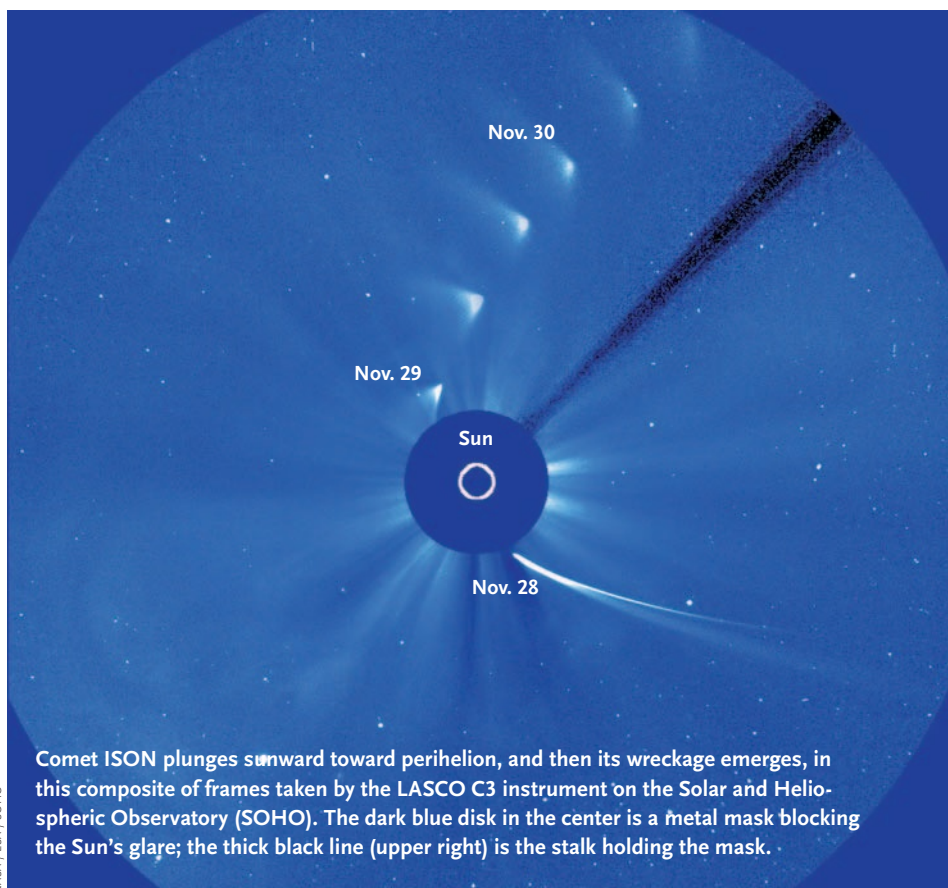 Nov. 30
Nov. 29
Sun
Nov. 28
Comet ISON plunges sunward toward perihelion, and then its wreckage emerges, in
this composite of frames taken by the LASCO C3 instrument on the Solar and Helio-
spheric Observatory (SOHO). The dark blue disk in the center is a metal mask blocking
the Sun's glare; the thick black line (upper right) is the stalk holding the mask.